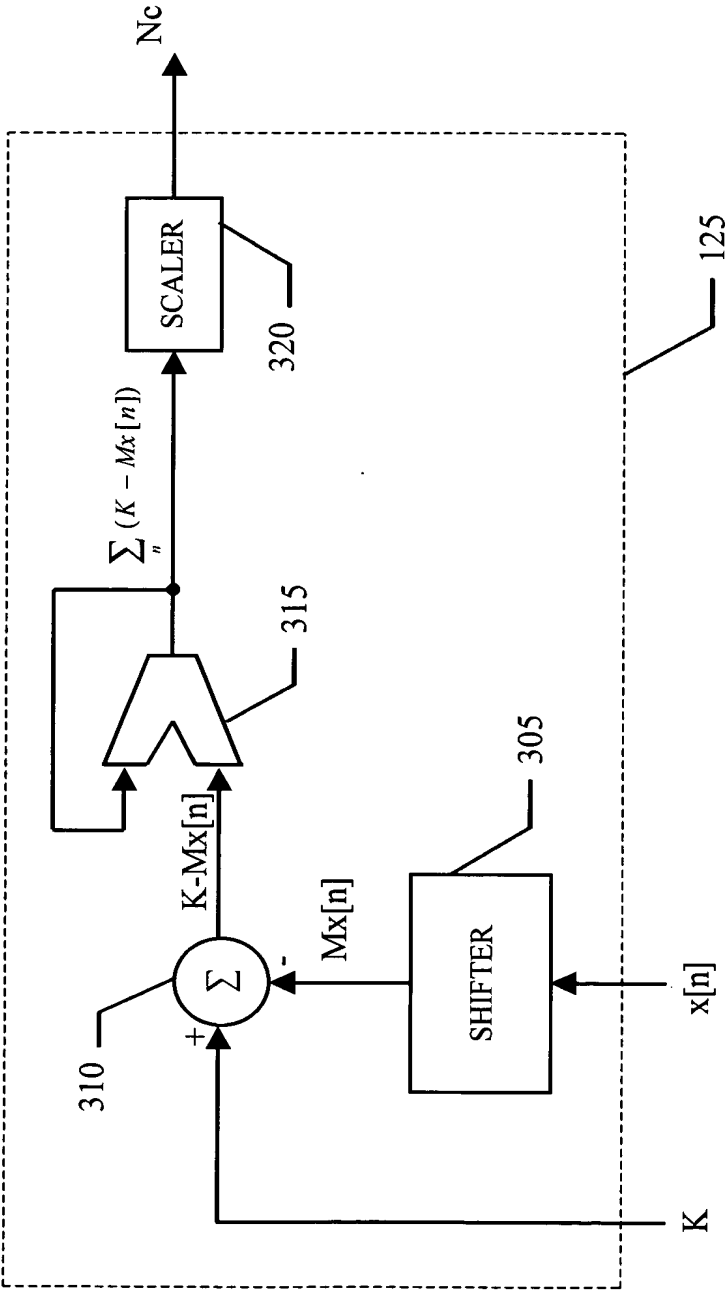 Nc
SCALER
320
∑ₙ (K − Mx[n])
315
K-Mx[n]
310
Σ
+
-
Mx[n]
305
SHIFTER
K
x[n]
125